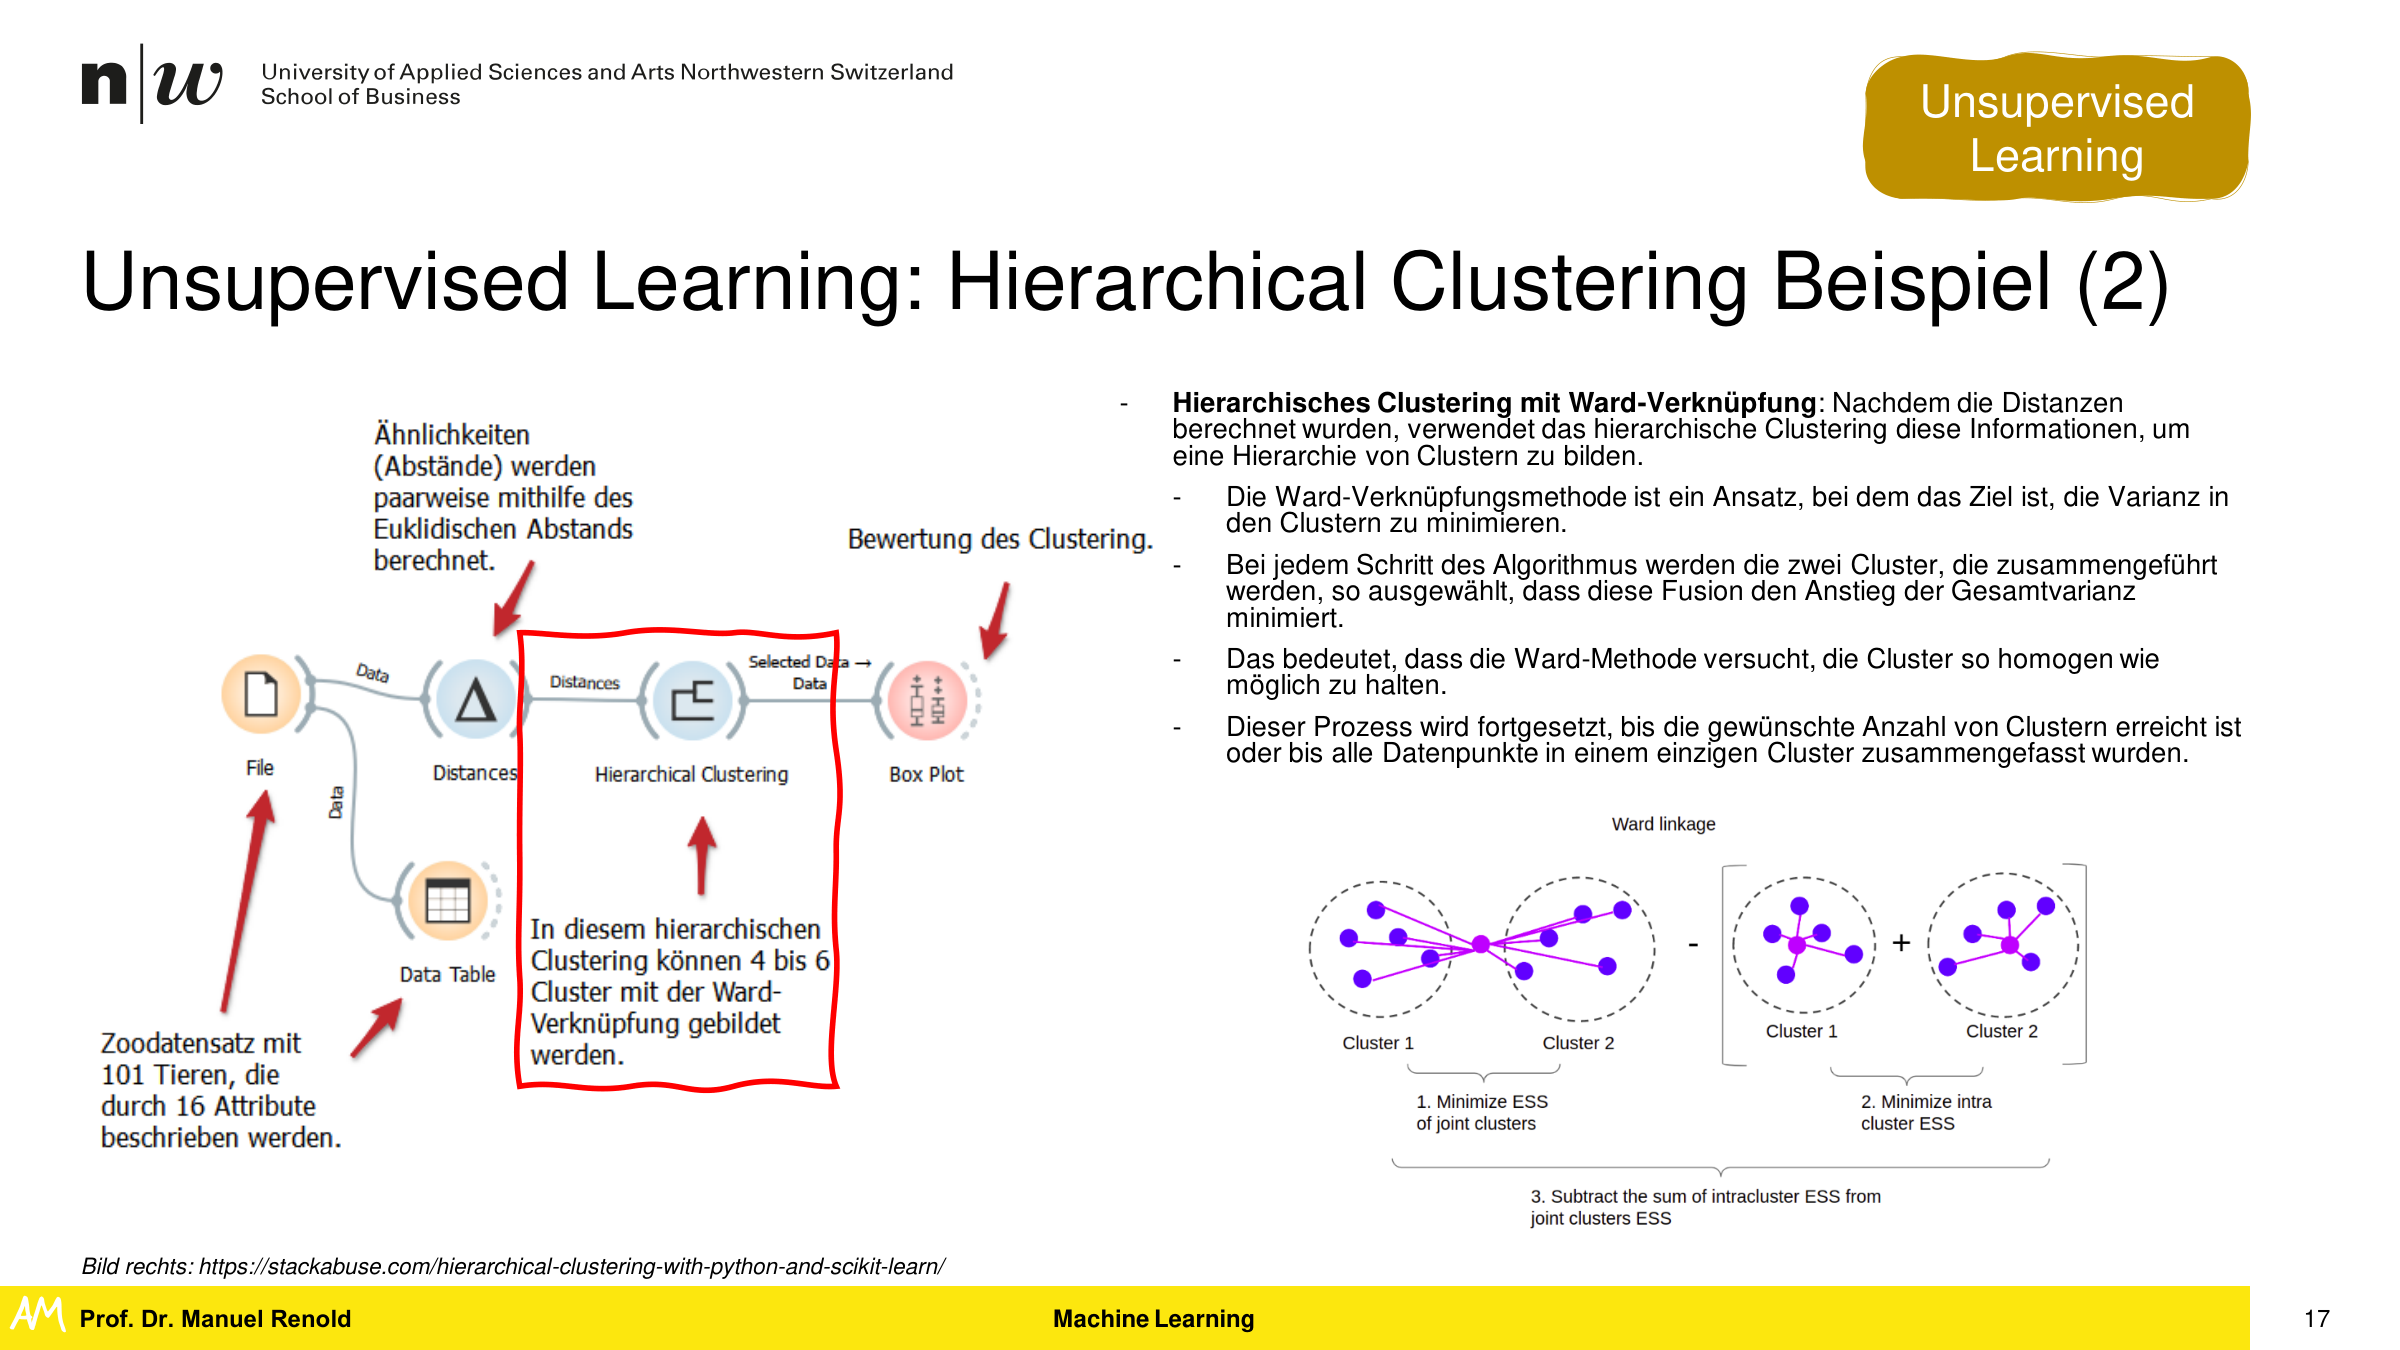 n|w University of Applied Sciences and Arts Northwestern Switzerland
School of Business
Unsupervised
Learning
Unsupervised Learning: Hierarchical Clustering Beispiel (2)
Ähnlichkeiten
(Abstände) werden
paarweise mithilfe des
Euklidischen Abstands
berechnet.
Bewertung des Clustering.
Data
Distances
Selected Data →
Data
File
Distances
Hierarchical Clustering
Box Plot
Data
Data Table
In diesem hierarchischen
Clustering können 4 bis 6
Cluster mit der Ward-
Verknüpfung gebildet
werden.
Zoodatensatz mit
101 Tieren, die
durch 16 Attribute
beschrieben werden.
- Hierarchisches Clustering mit Ward-Verknüpfung: Nachdem die Distanzen
berechnet wurden, verwendet das hierarchische Clustering diese Informationen, um
eine Hierarchie von Clustern zu bilden.
- Die Ward-Verknüpfungsmethode ist ein Ansatz, bei dem das Ziel ist, die Varianz in
den Clustern zu minimieren.
- Bei jedem Schritt des Algorithmus werden die zwei Cluster, die zusammengeführt
werden, so ausgewählt, dass diese Fusion den Anstieg der Gesamtvarianz
minimiert.
- Das bedeutet, dass die Ward-Methode versucht, die Cluster so homogen wie
möglich zu halten.
- Dieser Prozess wird fortgesetzt, bis die gewünschte Anzahl von Clustern erreicht ist
oder bis alle Datenpunkte in einem einzigen Cluster zusammengefasst wurden.
Ward linkage
- +
Cluster 1
Cluster 2
Cluster 1
Cluster 2
1. Minimize ESS
of joint clusters
2. Minimize intra
cluster ESS
3. Subtract the sum of intracluster ESS from
joint clusters ESS
Bild rechts: https://stackabuse.com/hierarchical-clustering-with-python-and-scikit-learn/
AM Prof. Dr. Manuel Renold
Machine Learning
17